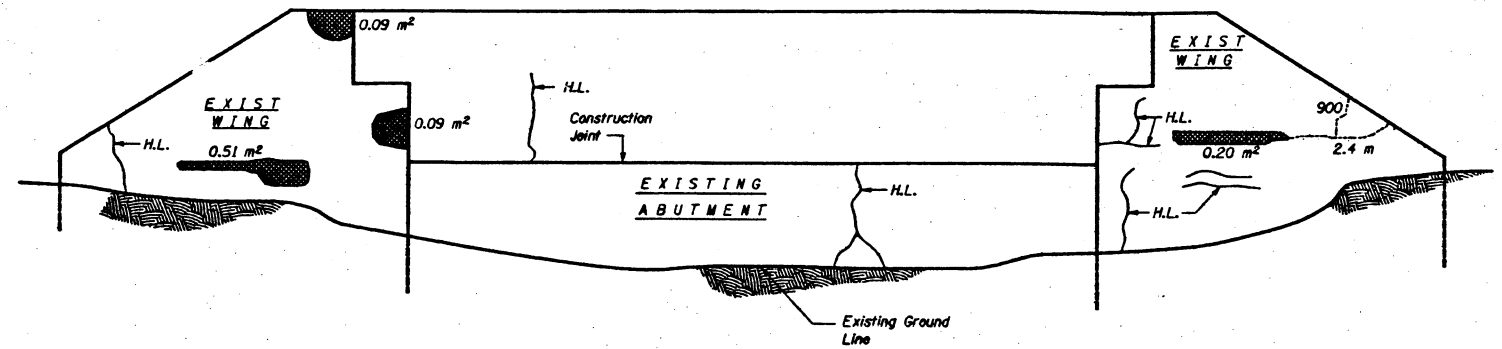 0.09 m²
EXIST
WING
EXIST
WING
H.L.
900
H.L.
0.09 m²
Construction
Joint
H.L.
H.L.
0.51 m²
0.20 m²
2.4 m
EXISTING
ABUTMENT
H.L.
H.L.
Existing Ground
Line